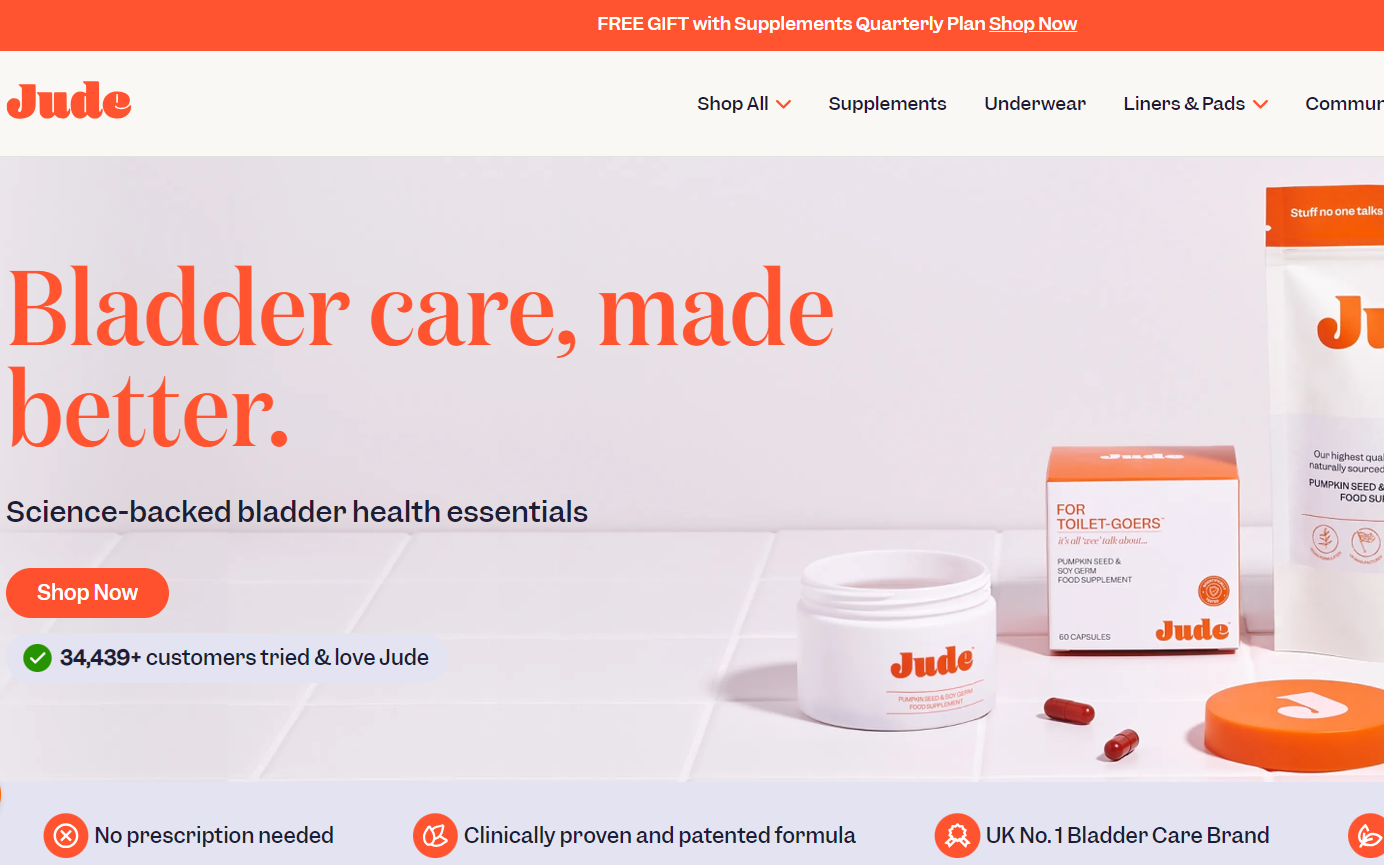 FREE GIFT with Supplements Quarterly Plan Shop Now
Jude
Shop All
Supplements
Underwear
Liners & Pads
Commun
Bladder care, made
better.
Science-backed bladder health essentials
Shop Now
34,439+ customers tried & love Jude
Stuff no one talks
Ju
Our highest qual
naturally sourced
PUMPKIN SEED &
FOOD SUP
Jude
FOR
TOILET-GOERS™
it's all 'wee' talk about...
PUMPKIN SEED &
SOY GERM
FOOD SUPPLEMENT
60 CAPSULES
Jude
Jude
PUMPKIN SEED & SOY GERM
FOOD SUPPLEMENT
No prescription needed
Clinically proven and patented formula
UK No. 1 Bladder Care Brand